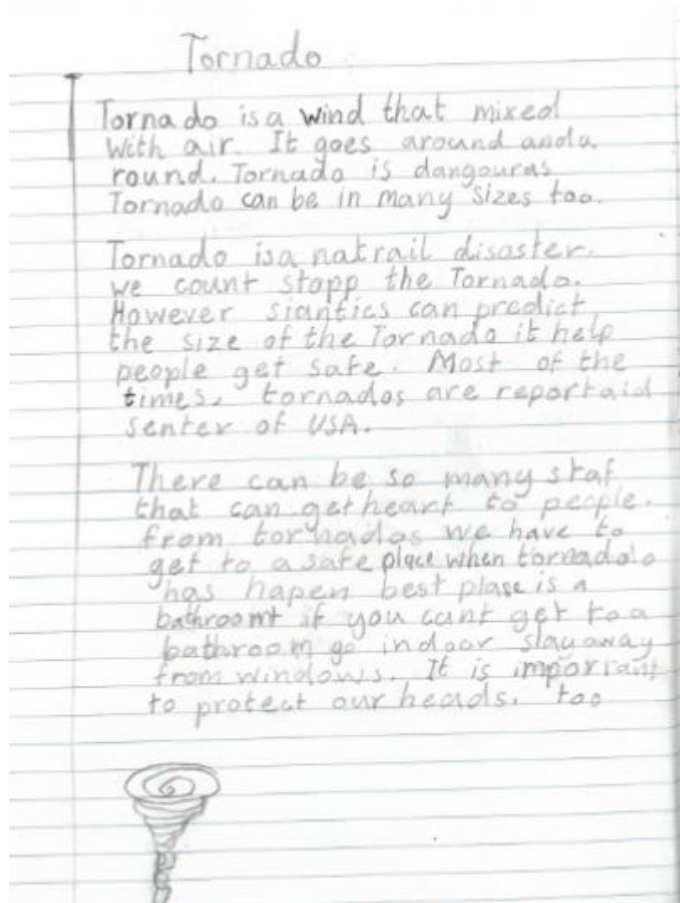 Tornado
Tornado is a wind that mixed
with air. It goes around anda
round. Tornado is dangouras
Tornado can be in many sizes too.
Tornado is a natrail disaster.
we count stopp the Tornado.
However siantics can predict
the size of the Tornado it help
people get safe. Most of the
times, tornados are reportaid
senter of USA.
There can be so many staf
that can get heart to people.
from tornados we have to
get to a safe place when tornado's
has hapen best plase is a
bathroomt if you cant get to a
bathroom go indoor stay away
from windows. It is important
to protect our heads. too